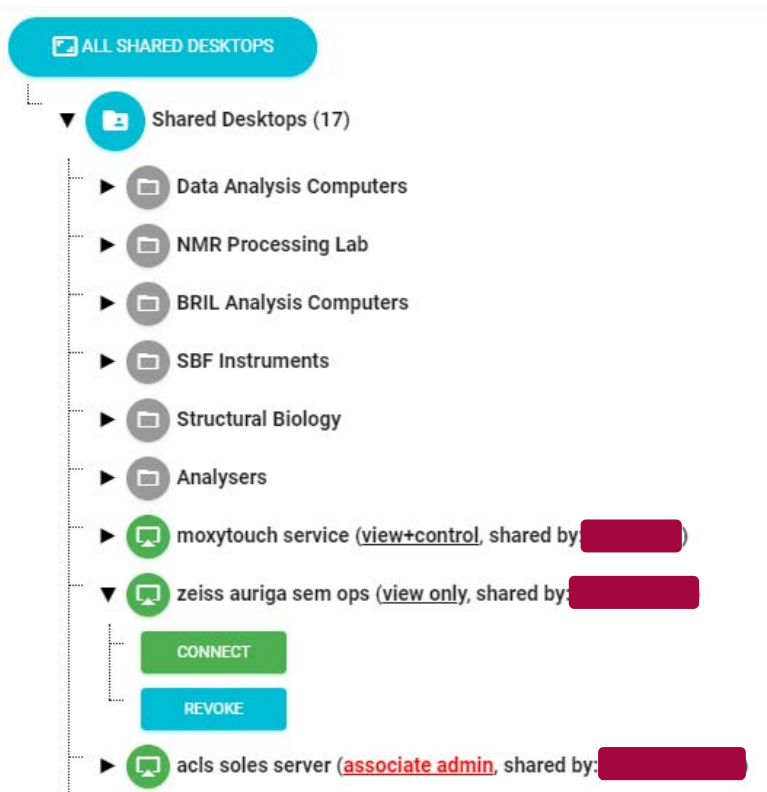 ALL SHARED DESKTOPS
Shared Desktops (17)
Data Analysis Computers
NMR Processing Lab
BRIL Analysis Computers
SBF Instruments
Structural Biology
Analysers
moxytouch service (view+control, shared by: )
zeiss auriga sem ops (view only, shared by:
CONNECT
REVOKE
acls soles server (associate admin, shared by: )